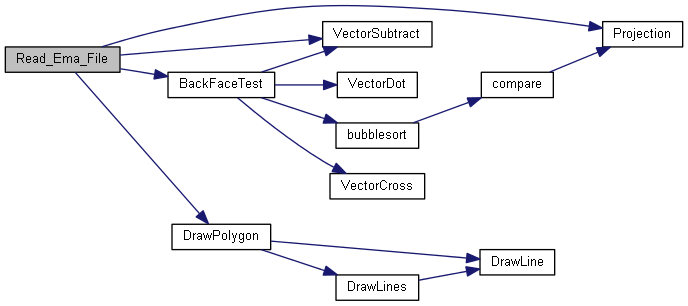 Read_Ema_File
Projection
VectorSubtract
BackFaceTest
VectorDot
compare
bubblesort
VectorCross
DrawPolygon
DrawLine
DrawLines